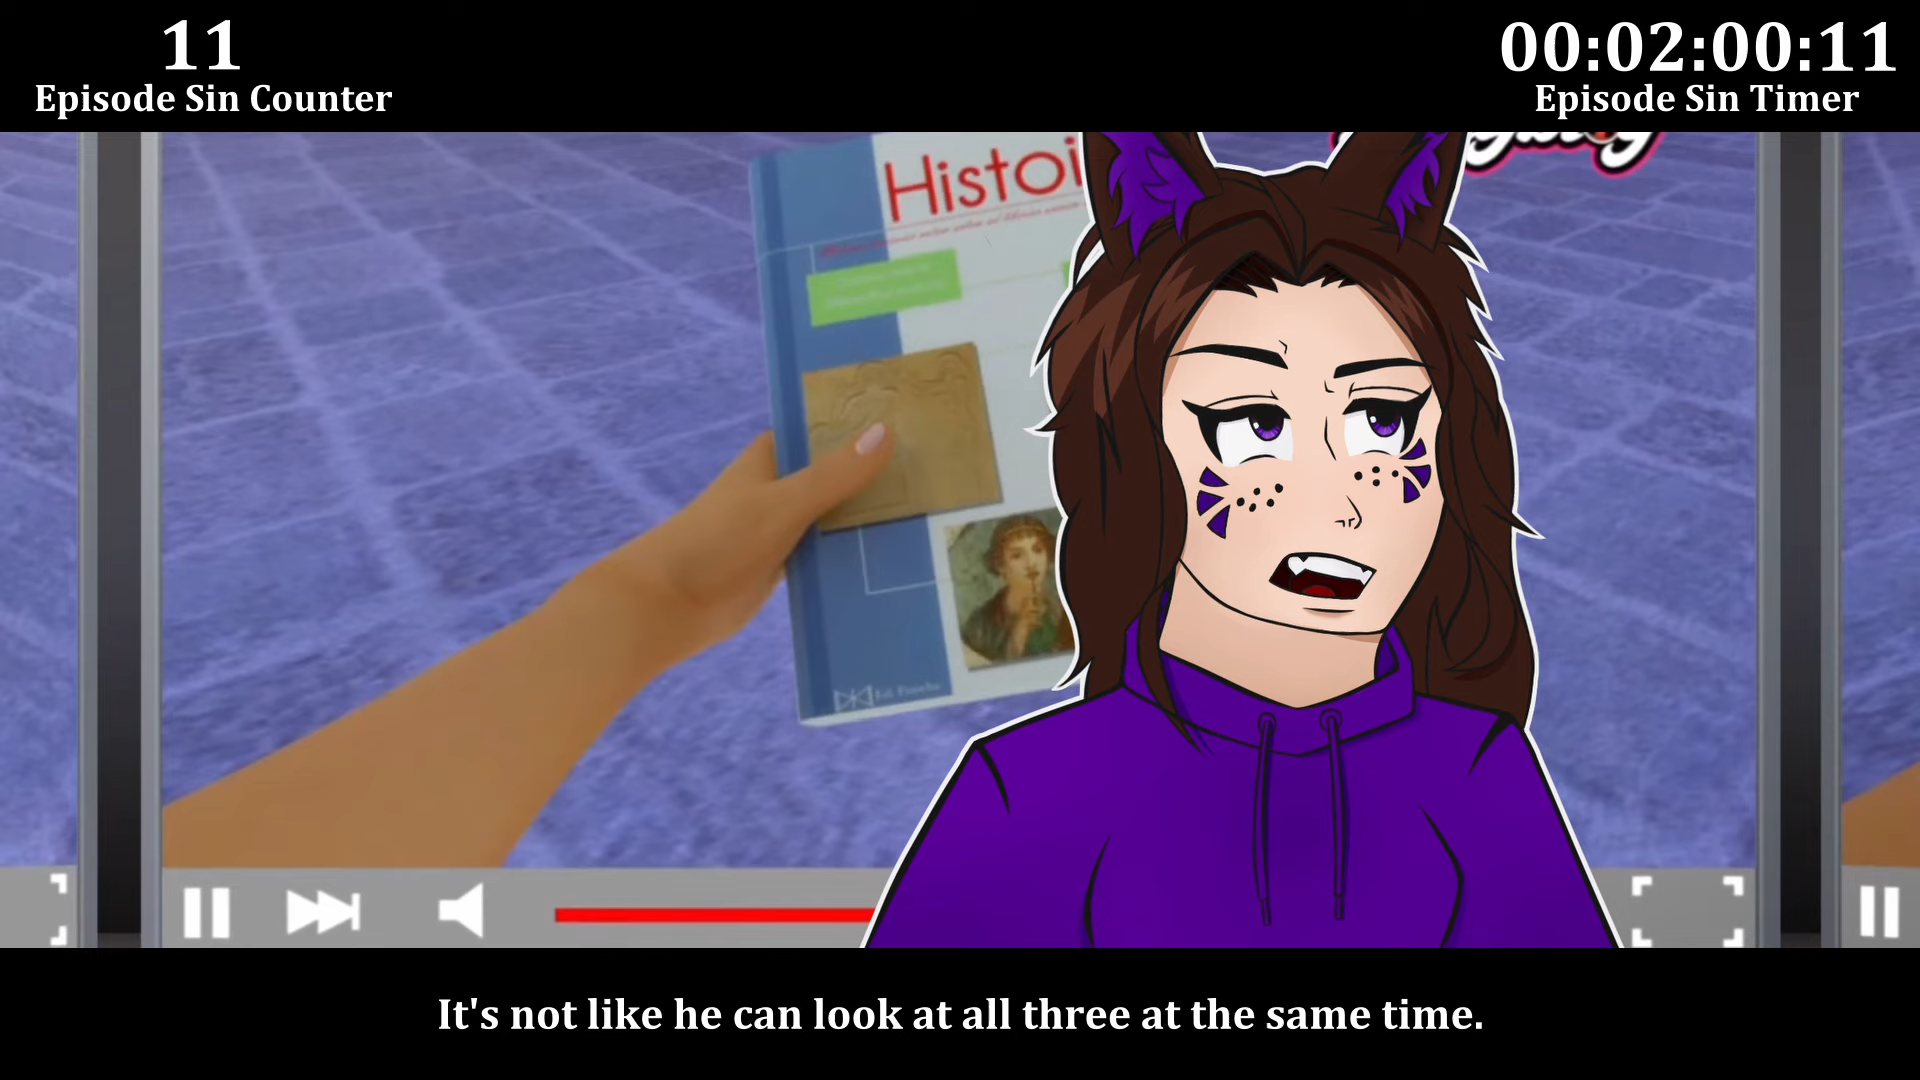 11
Episode Sin Counter
00:02:00:11
Episode Sin Timer
Histoi
It's not like he can look at all three at the same time.